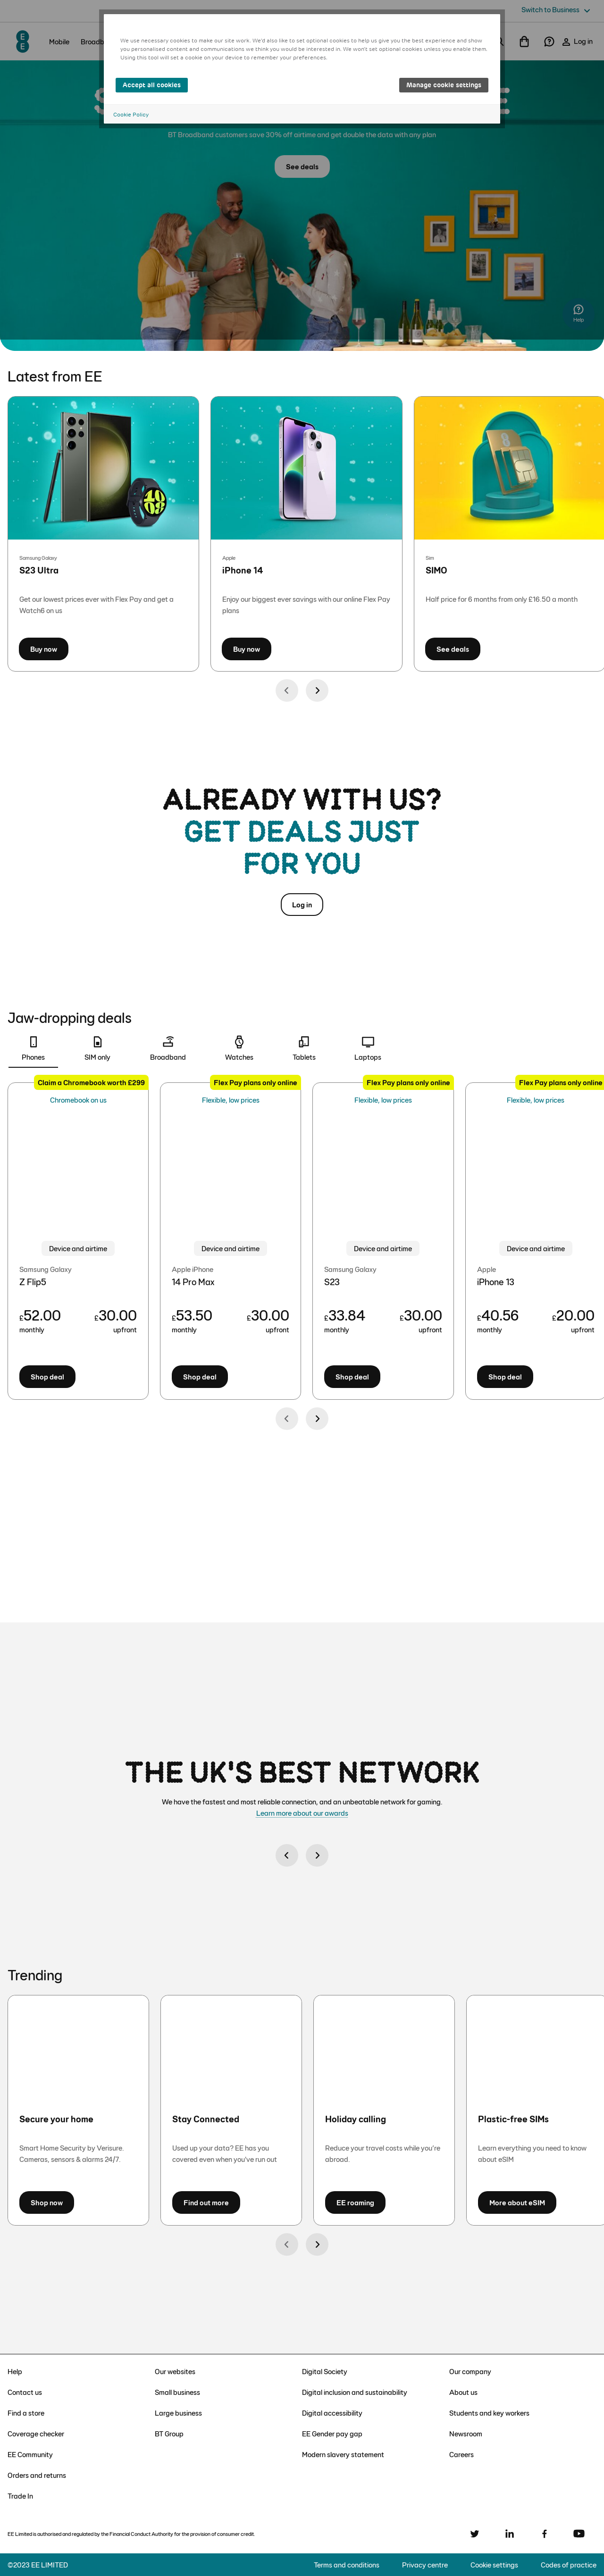 Switch to Business
Mobile
Log in
We use necessary cookies to make our site work. We'd also like to set optional cookies to help us give you the best experience and show
you personalised content and communications we think you would be interested in. We won't set optional cookies unless you enable them.
Using this tool will set a cookie on your device to remember your preferences.
Accept all cookies
Manage cookie settings
Cookie Policy
BT Broadband customers save 30% off airtime and get double the data with any plan
See deals
Help
Latest from EE
Samsung Galaxy
S23 Ultra
Get our lowest prices ever with Flex Pay and get a
Watch6 on us
Buy now
Apple
iPhone 14
Enjoy our biggest ever savings with our online Flex Pay
plans
Buy now
Sim
SIMO
Half price for 6 months from only £16.50 a month
See deals
ALREADY WITH US?
GET DEALS JUST
FOR YOU
Log in
Jaw-dropping deals
Phones
SIM only
Broadband
Watches
Tablets
Laptops
Claim a Chromebook worth £299
Chromebook on us
Device and airtime
Samsung Galaxy
Z Flip5
£52.00 £30.00
monthly upfront
Shop deal
Flex Pay plans only online
Flexible, low prices
Device and airtime
Apple iPhone
14 Pro Max
£53.50 £30.00
monthly upfront
Shop deal
Flex Pay plans only online
Flexible, low prices
Device and airtime
Samsung Galaxy
S23
£33.84 £30.00
monthly upfront
Shop deal
Flex Pay plans only online
Flexible, low prices
Device and airtime
Apple
iPhone 13
£40.56 £20.00
monthly upfront
Shop deal
THE UK'S BEST NETWORK
We have the fastest and most reliable connection, and an unbeatable network for gaming.
Learn more about our awards
Trending
Secure your home
Smart Home Security by Verisure.
Cameras, sensors & alarms 24/7.
Shop now
Stay Connected
Used up your data? EE has you
covered even when you've run out
Find out more
Holiday calling
Reduce your travel costs while you're
abroad.
EE roaming
Plastic-free SIMs
Learn everything you need to know
about eSIM
More about eSIM
Help
Contact us
Find a store
Coverage checker
EE Community
Orders and returns
Trade In
Our websites
Small business
Large business
BT Group
Digital Society
Digital inclusion and sustainability
Digital accessibility
EE Gender pay gap
Modern slavery statement
Our company
About us
Students and key workers
Newsroom
Careers
EE Limited is authorised and regulated by the Financial Conduct Authority for the provision of consumer credit.
©2023 EE LIMITED
Terms and conditions
Privacy centre
Cookie settings
Codes of practice